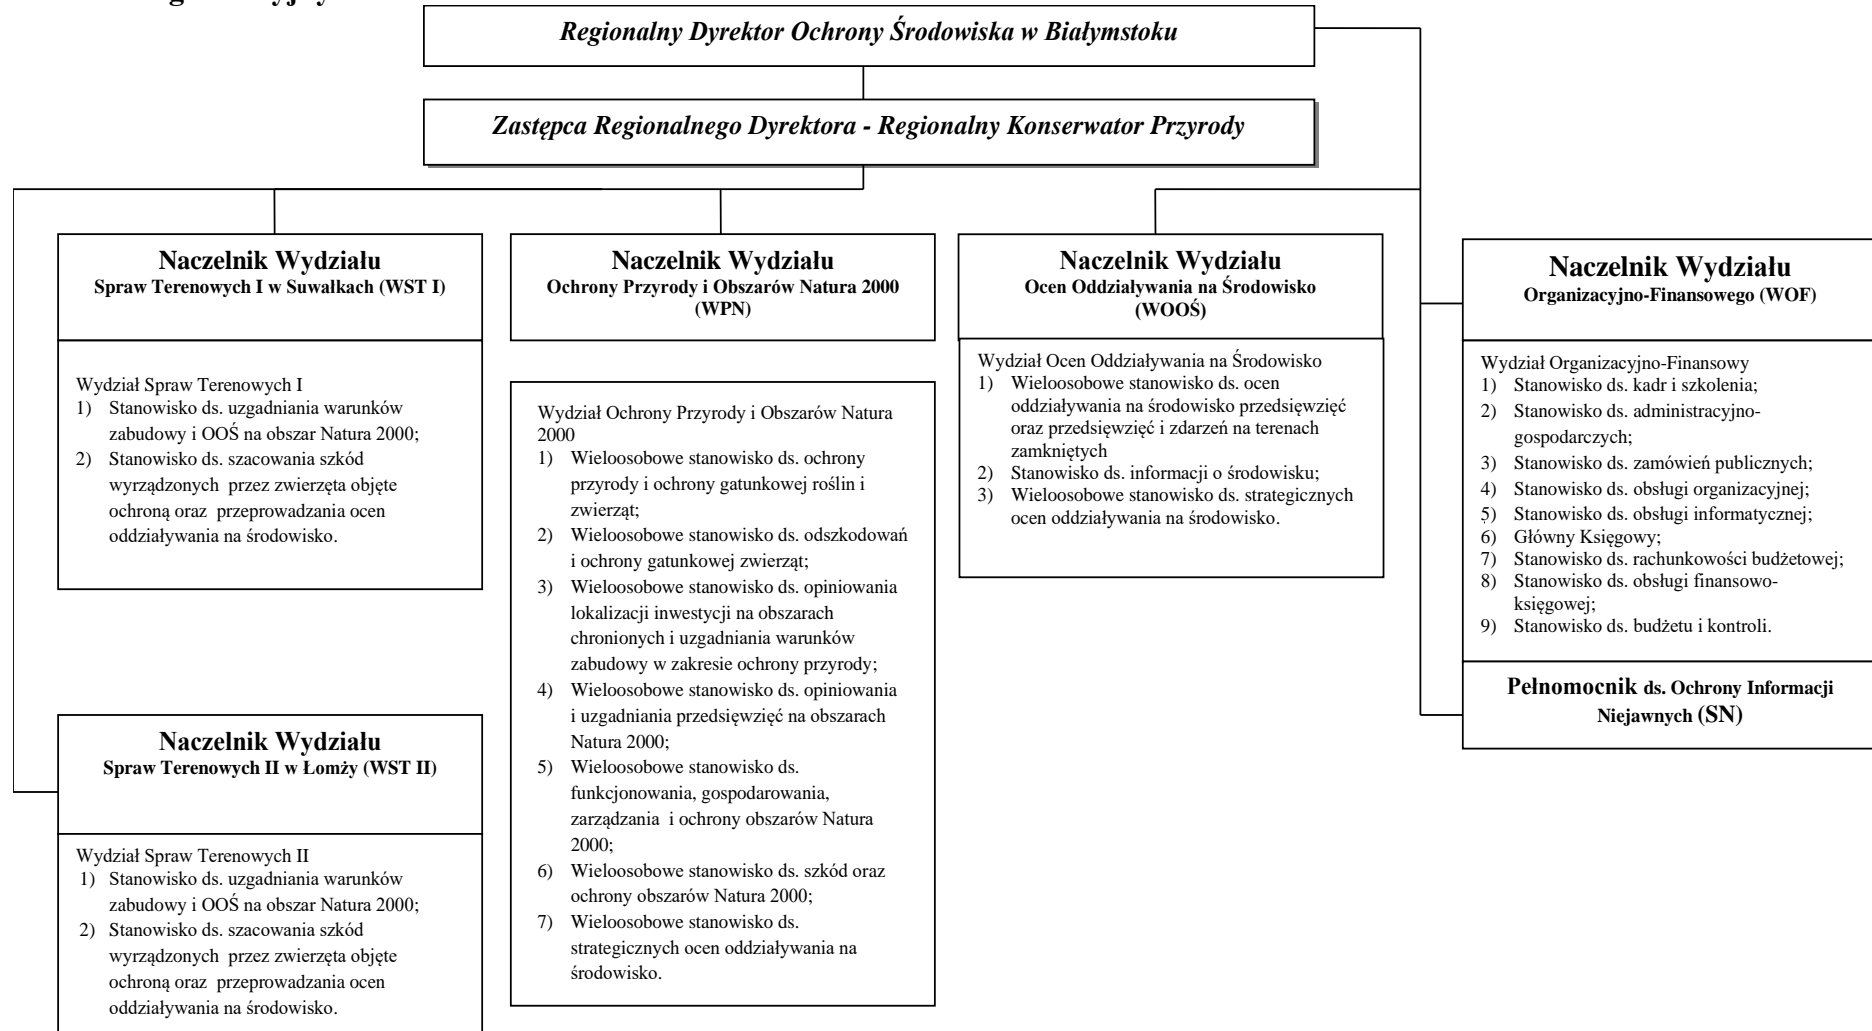 Regionalny Dyrektor Ochrony Środowiska w Białymstoku
Zastępca Regionalnego Dyrektora - Regionalny Konserwator Przyrody
Naczelnik Wydziału
Spraw Terenowych I w Suwałkach (WST I)
Wydział Spraw Terenowych I
1) Stanowisko ds. uzgadniania warunków
zabudowy i OOŚ na obszar Natura 2000;
2) Stanowisko ds. szacowania szkód
wyrządzonych przez zwierzęta objęte
ochroną oraz przeprowadzania ocen
oddziaływania na środowisko.
Naczelnik Wydziału
Spraw Terenowych II w Łomży (WST II)
Wydział Spraw Terenowych II
1) Stanowisko ds. uzgadniania warunków
zabudowy i OOŚ na obszar Natura 2000;
2) Stanowisko ds. szacowania szkód
wyrządzonych przez zwierzęta objęte
ochroną oraz przeprowadzania ocen
oddziaływania na środowisko.
Naczelnik Wydziału
Ochrony Przyrody i Obszarów Natura 2000
(WPN)
Wydział Ochrony Przyrody i Obszarów Natura
2000
1) Wieloosobowe stanowisko ds. ochrony
przyrody i ochrony gatunkowej roślin i
zwierząt;
2) Wieloosobowe stanowisko ds. odszkodowań
i ochrony gatunkowej zwierząt;
3) Wieloosobowe stanowisko ds. opiniowania
lokalizacji inwestycji na obszarach
chronionych i uzgadniania warunków
zabudowy w zakresie ochrony przyrody;
4) Wieloosobowe stanowisko ds. opiniowania
i uzgadniania przedsięwzięć na obszarach
Natura 2000;
5) Wieloosobowe stanowisko ds.
funkcjonowania, gospodarowania,
zarządzania i ochrony obszarów Natura
2000;
6) Wieloosobowe stanowisko ds. szkód oraz
ochrony obszarów Natura 2000;
7) Wieloosobowe stanowisko ds.
strategicznych ocen oddziaływania na
środowisko.
Naczelnik Wydziału
Ocen Oddziaływania na Środowisko
(WOOŚ)
Wydział Ocen Oddziaływania na Środowisko
1) Wieloosobowe stanowisko ds. ocen
oddziaływania na środowisko przedsięwzięć
oraz przedsięwzięć i zdarzeń na terenach
zamkniętych
2) Stanowisko ds. informacji o środowisku;
3) Wieloosobowe stanowisko ds. strategicznych
ocen oddziaływania na środowisko.
Naczelnik Wydziału
Organizacyjno-Finansowego (WOF)
Wydział Organizacyjno-Finansowy
1) Stanowisko ds. kadr i szkolenia;
2) Stanowisko ds. administracyjno-
gospodarczych;
3) Stanowisko ds. zamówień publicznych;
4) Stanowisko ds. obsługi organizacyjnej;
5) Stanowisko ds. obsługi informatycznej;
6) Główny Księgowy;
7) Stanowisko ds. rachunkowości budżetowej;
8) Stanowisko ds. obsługi finansowo-
księgowej;
9) Stanowisko ds. budżetu i kontroli.
Pełnomocnik ds. Ochrony Informacji
Niejawnych (SN)